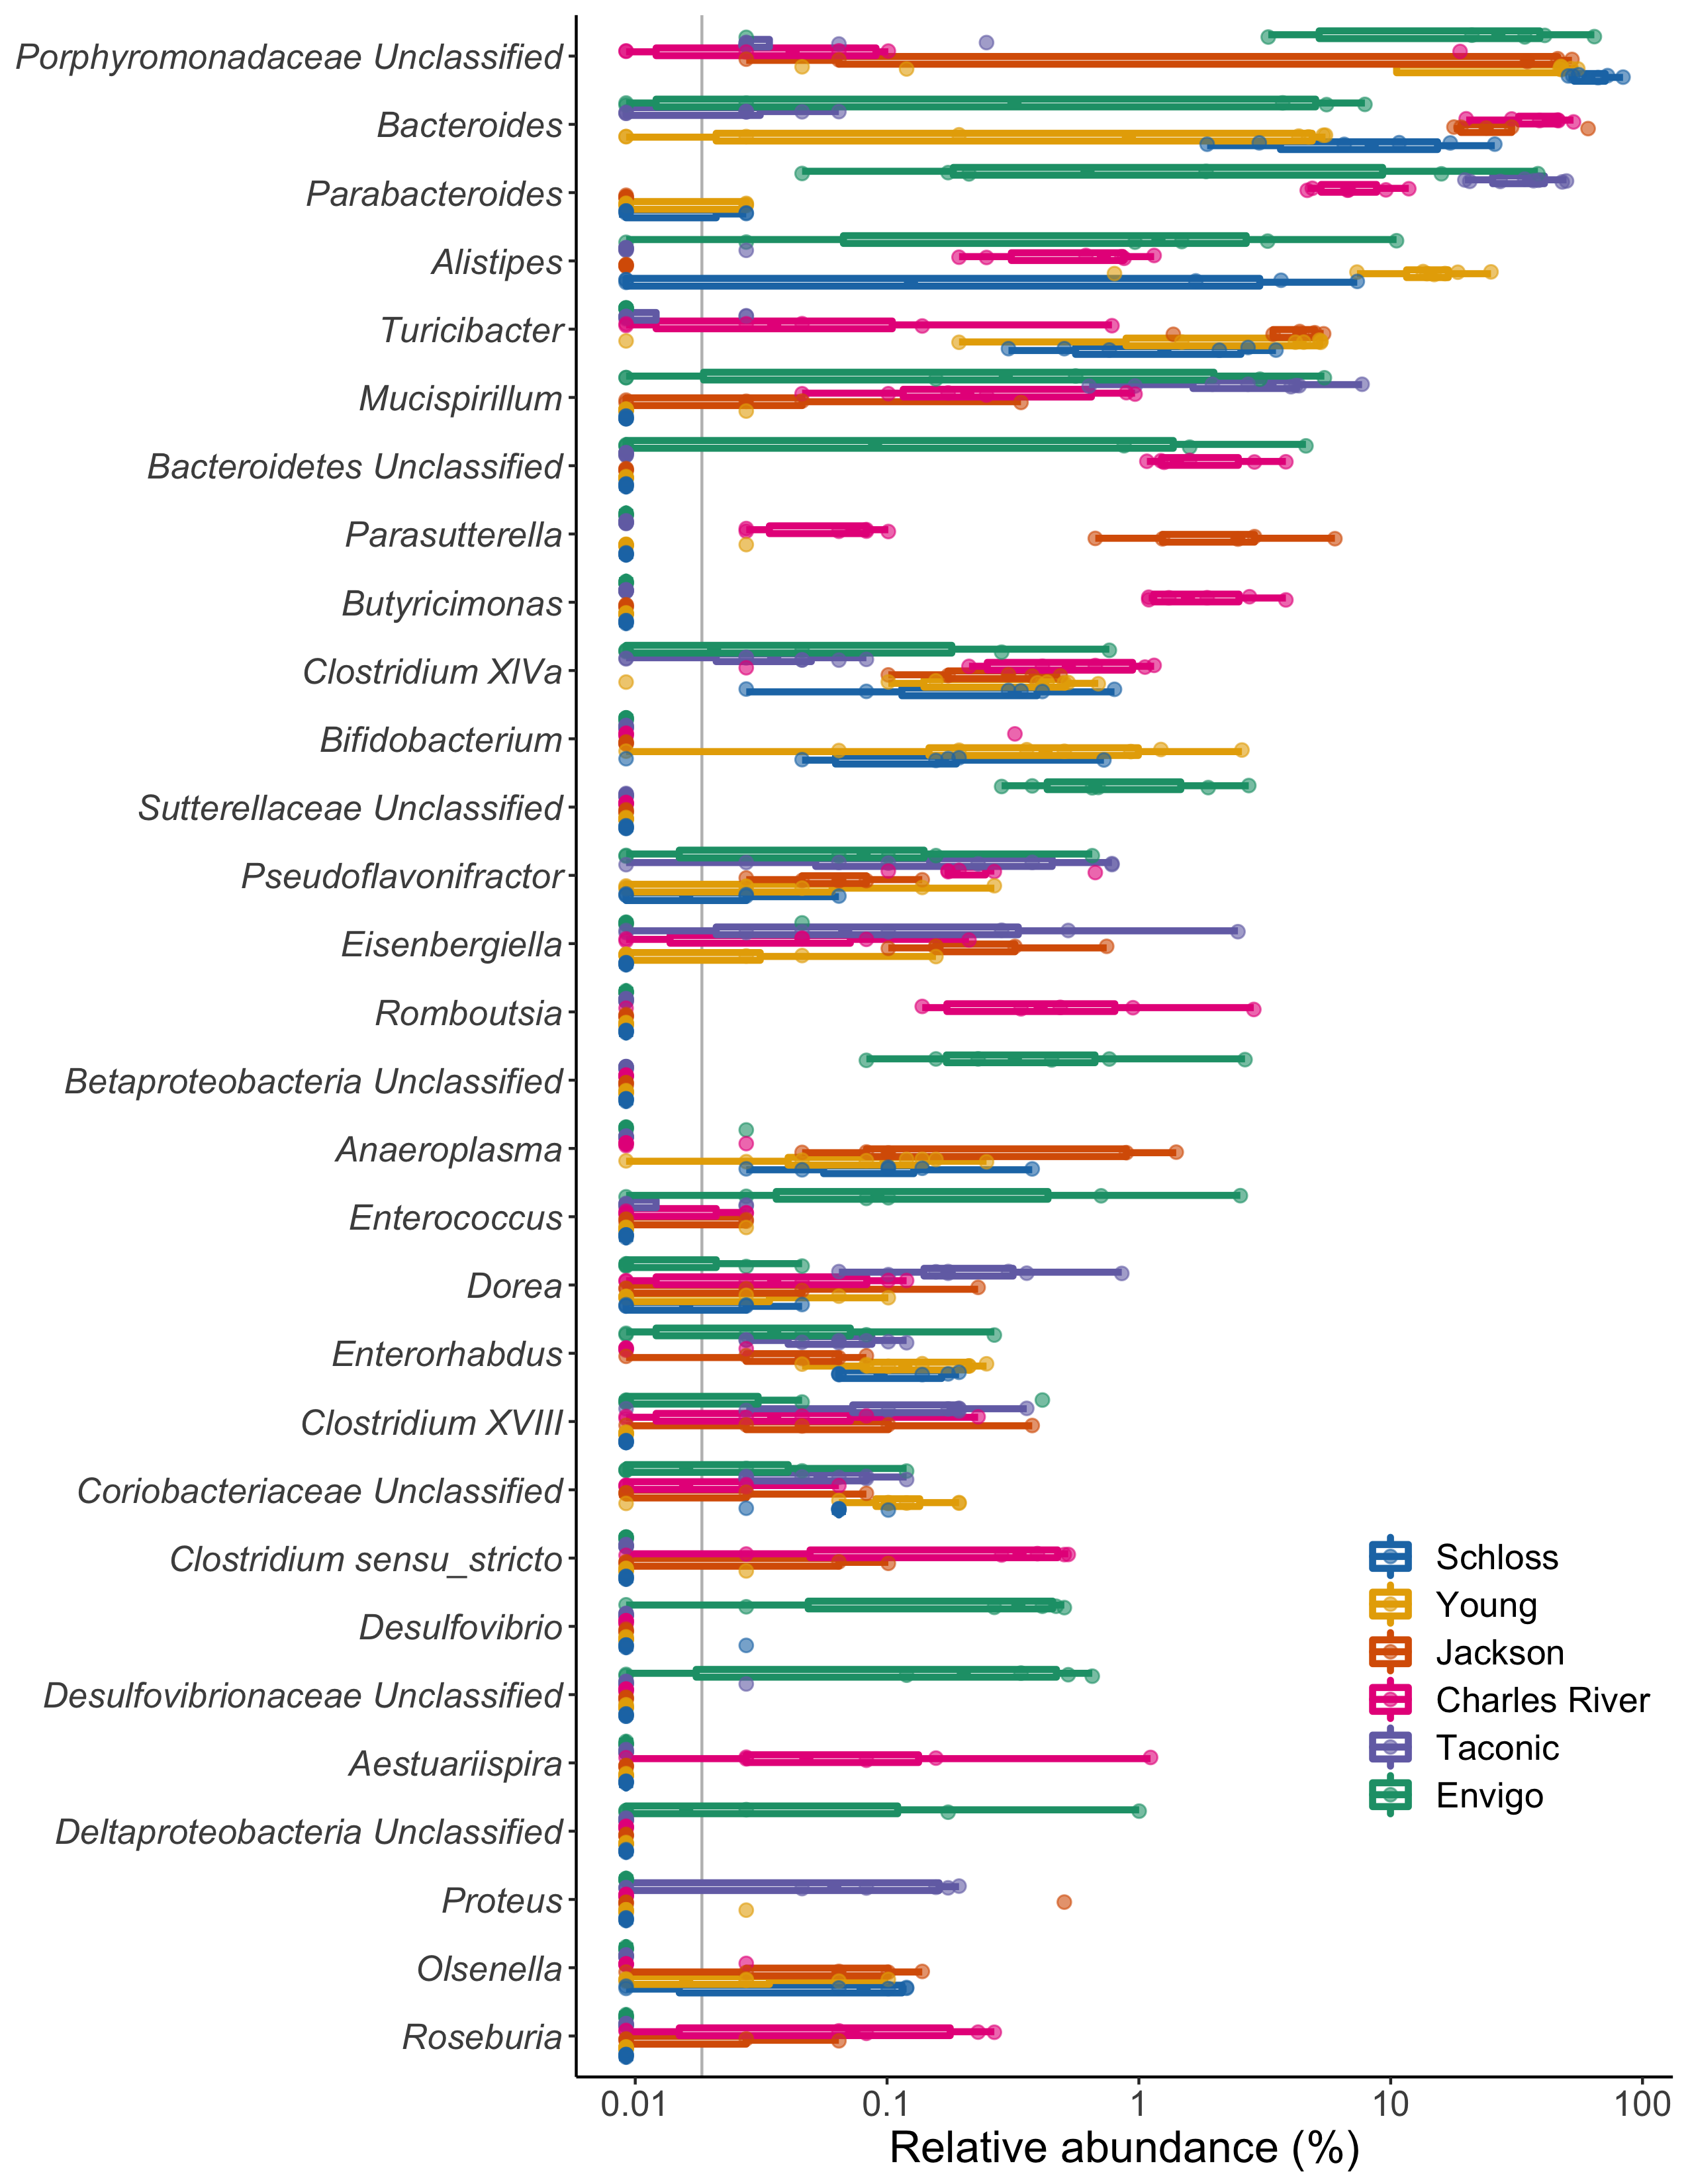 Porphyromonadaceae Unclassified
Bacteroides
Parabacteroides
Alistipes
Turicibacter
Mucispirillum
Bacteroidetes Unclassified
Parasutterella
Butyricimonas
Clostridium XlVa
Bifidobacterium
Sutterellaceae Unclassified
Pseudoflavonifractor
Eisenbergiella
Romboutsia
Betaproteobacteria Unclassified
Anaeroplasma
Enterococcus
Dorea
Enterorhabdus
Clostridium XVIII
Coriobacteriaceae Unclassified
Clostridium sensu_stricto
Desulfovibrio
Desulfovibrionaceae Unclassified
Aestuariispira
Deltaproteobacteria Unclassified
Proteus
Olsenella
Roseburia
Schloss
Young
Jackson
Charles River
Taconic
Envigo
0.01 0.1 1 10 100
Relative abundance (%)